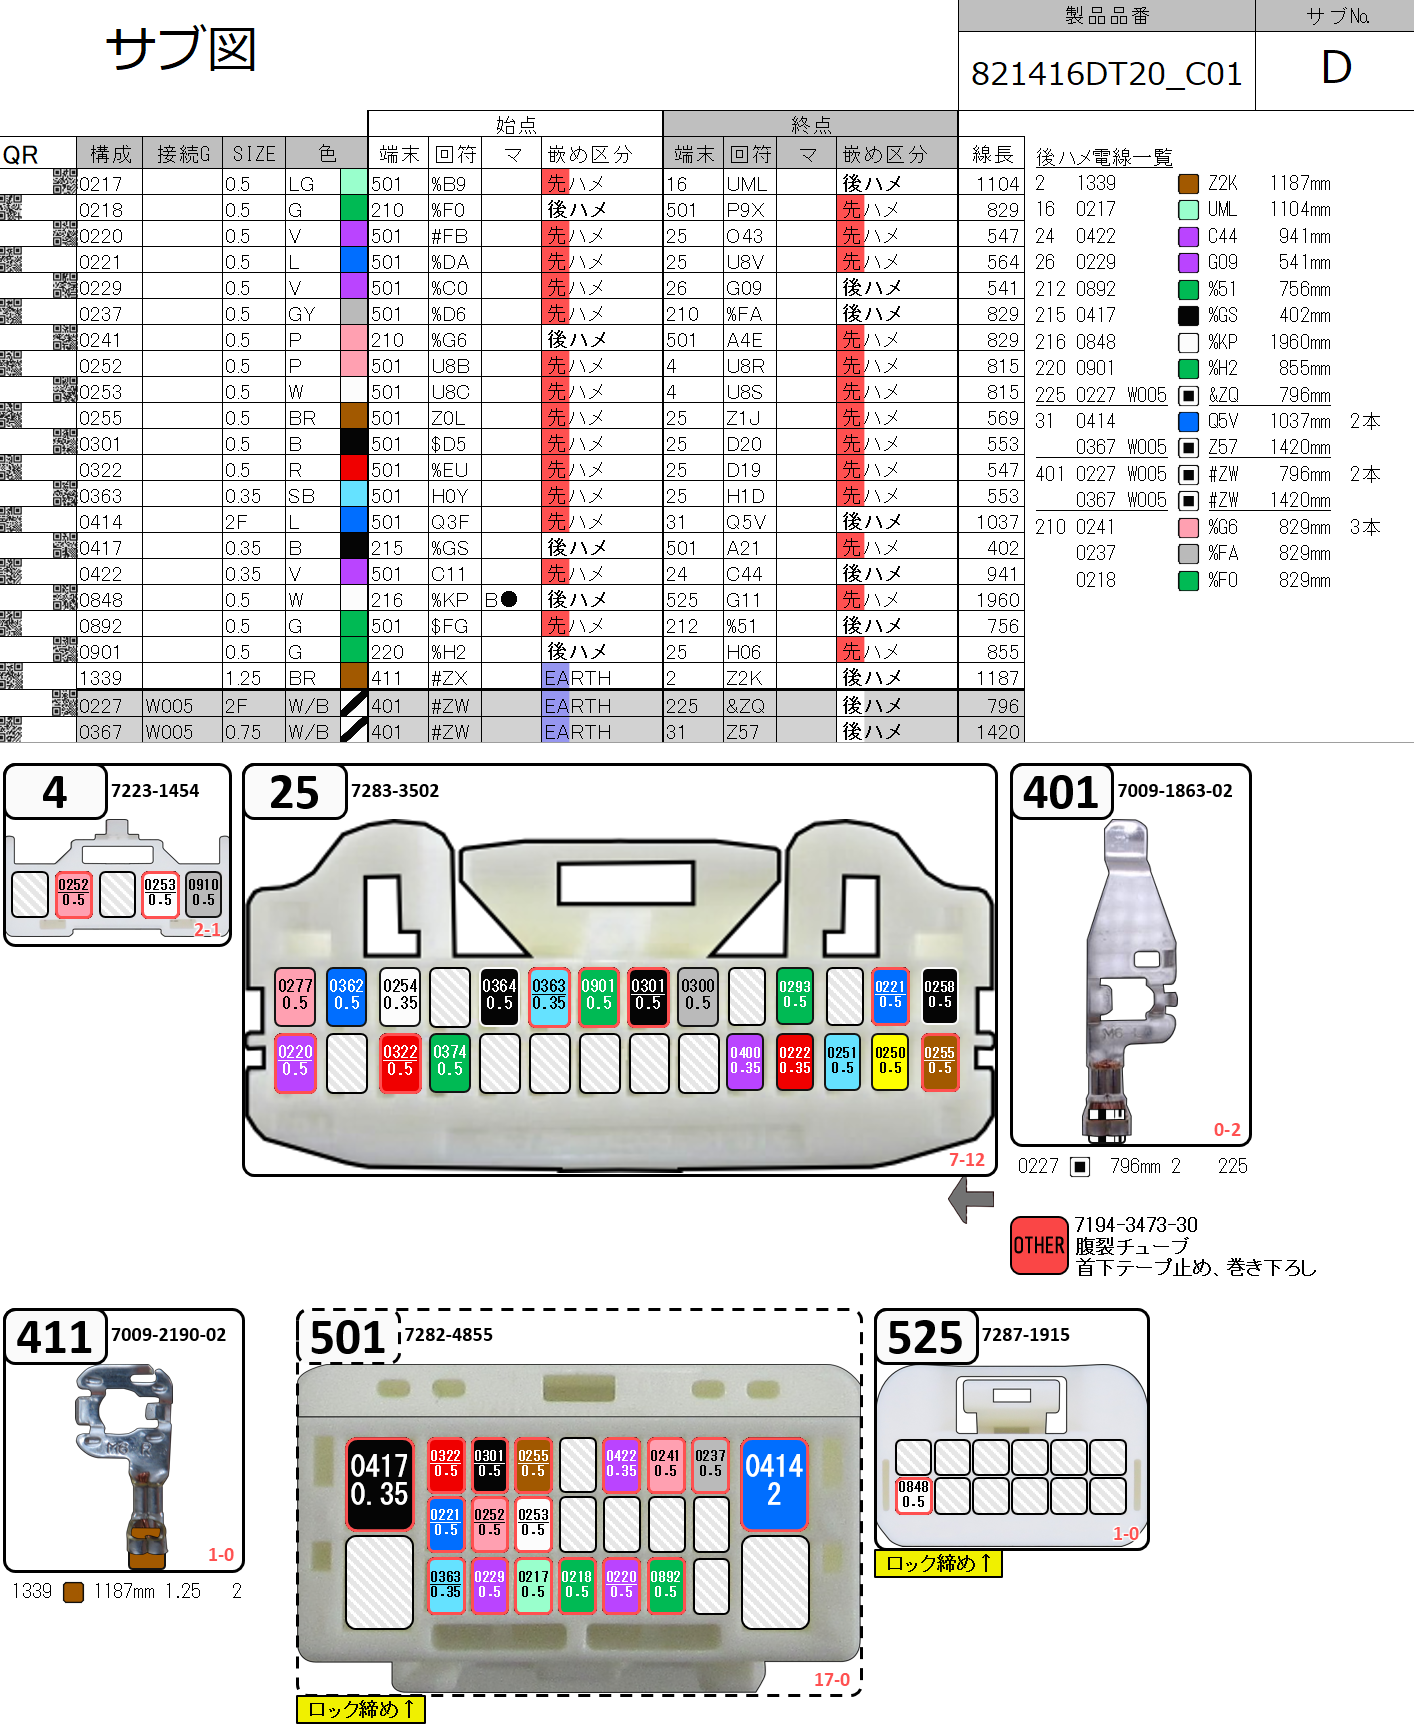 サブ図
製品品番
サブNo.
821416DT20_C01
D
始点
終点
QR 構成 接続G SIZE 色 端末 回符 マ 嵌め区分 端末 回符 マ 嵌め区分 線長
0217 0.5 LG 501 %B9 先ハメ 16 UML 後ハメ 1104
0218 0.5 G 210 %F0 後ハメ 501 P9X 先ハメ 829
0220 0.5 V 501 #FB 先ハメ 25 O43 先ハメ 547
0221 0.5 L 501 %DA 先ハメ 25 U8V 先ハメ 564
0229 0.5 V 501 %C0 先ハメ 26 G09 後ハメ 541
0237 0.5 GY 501 %D6 先ハメ 210 %FA 後ハメ 829
0241 0.5 P 210 %G6 後ハメ 501 A4E 先ハメ 829
0252 0.5 P 501 U8B 先ハメ 4 U8R 先ハメ 815
0253 0.5 W 501 U8C 先ハメ 4 U8S 先ハメ 815
0255 0.5 BR 501 Z0L 先ハメ 25 Z1J 先ハメ 569
0301 0.5 B 501 $D5 先ハメ 25 D20 先ハメ 553
0322 0.5 R 501 %EU 先ハメ 25 D19 先ハメ 547
0363 0.35 SB 501 H0Y 先ハメ 25 H1D 先ハメ 553
0414 2F L 501 Q3F 先ハメ 31 Q5V 後ハメ 1037
0417 0.35 B 215 %GS 後ハメ 501 A21 先ハメ 402
0422 0.35 V 501 C11 先ハメ 24 C44 後ハメ 941
0848 0.5 W 216 %KP B● 後ハメ 525 G11 先ハメ 1960
0892 0.5 G 501 $FG 先ハメ 212 %51 後ハメ 756
0901 0.5 G 220 %H2 後ハメ 25 H06 先ハメ 855
1339 1.25 BR 411 #ZX EARTH 2 Z2K 後ハメ 1187
0227 W005 2F W/B 401 #ZW EARTH 225 &ZQ 後ハメ 796
0367 W005 0.75 W/B 401 #ZW EARTH 31 Z57 後ハメ 1420
後ハメ電線一覧
2 1339 Z2K 1187mm
16 0217 UML 1104mm
24 0422 C44 941mm
26 0229 G09 541mm
212 0892 %51 756mm
215 0417 %GS 402mm
216 0848 %KP 1960mm
220 0901 %H2 855mm
225 0227 W005 &ZQ 796mm
31 0414 Q5V 1037mm 2本
0367 W005 Z57 1420mm
401 0227 W005 #ZW 796mm 2本
0367 W005 #ZW 1420mm
210 0241 %G6 829mm 3本
0237 %FA 829mm
0218 %F0 829mm
4 7223-1454
0252 0253 0910
0.5 0.5 0.5
2-1
25 7283-3502
0277 0362 0254 0364 0363 0901 0301 0300 0293 0221 0258
0.5 0.5 0.35 0.5 0.35 0.5 0.5 0.5 0.5 0.5 0.5
0220 0322 0374 0400 0222 0251 0250 0255
0.5 0.5 0.5 0.35 0.35 0.5 0.5 0.5
7-12
401 7009-1863-02
M6
0-2
0227 796mm 2 225
OTHER
7194-3473-30
腹裂チューブ
首下テープ止め、巻き下ろし
411 7009-2190-02
M6 R
1-0
1339 1187mm 1.25 2
501 7282-4855
0417 0322 0301 0255 0422 0241 0237 0414
0.35 0.5 0.5 0.5 0.35 0.5 0.5 2
0221 0252 0253
0.5 0.5 0.5
0363 0229 0217 0218 0220 0892
0.35 0.5 0.5 0.5 0.5 0.5
17-0
ロック締め↑
525 7287-1915
0848
0.5
1-0
ロック締め↑